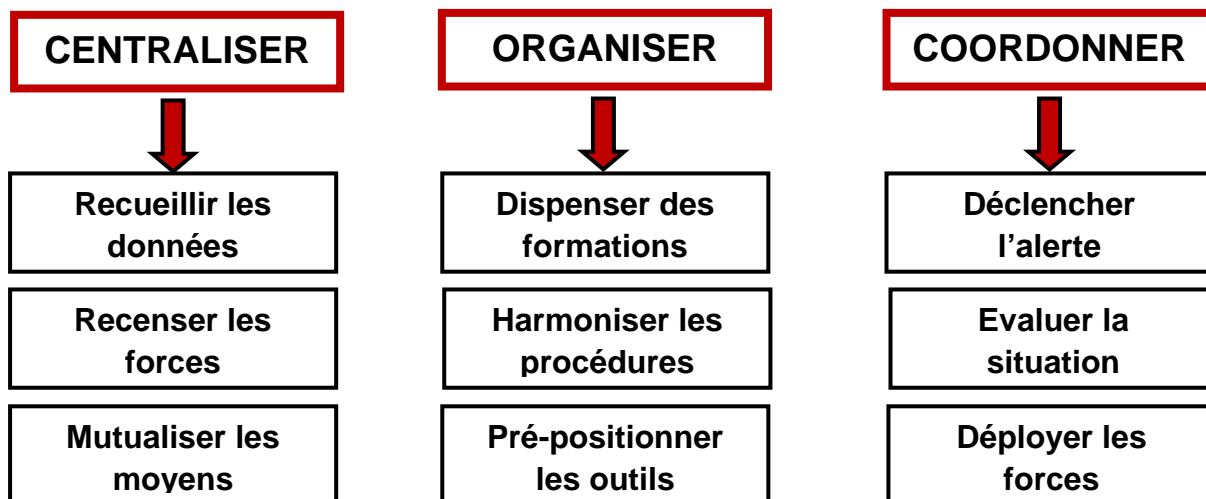 CENTRALISER
Recueillir les
données
Recenser les
forces
Mutualiser les
moyens
ORGANISER
Dispenser des
formations
Harmoniser les
procédures
Pré-positionner
les outils
COORDONNER
Déclencher
l’alerte
Evaluer la
situation
Déployer les
forces